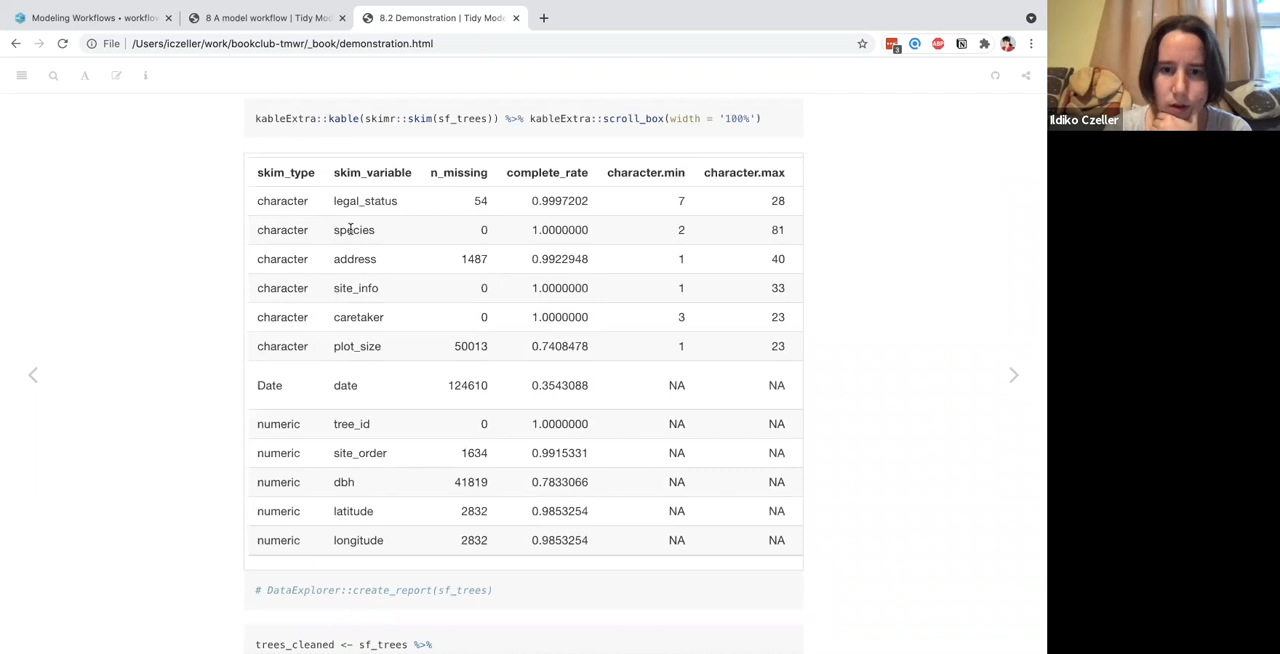 Modeling Workflows • workflow
8 A model workflow | Tidy Mod
8.2 Demonstration | Tidy Mode
File | /Users/iczeller/work/bookclub-tmwr/_book/demonstration.html
3
ABP
kableExtra::kable(skimr::skim(sf_trees)) %>% kableExtra::scroll_box(width = '100%')
skim_type skim_variable n_missing complete_rate character.min character.max
character legal_status 54 0.9997202 7 28
character species 0 1.0000000 2 81
character address 1487 0.9922948 1 40
character site_info 0 1.0000000 1 33
character caretaker 0 1.0000000 3 23
character plot_size 50013 0.7408478 1 23
Date date 124610 0.3543088 NA NA
numeric tree_id 0 1.0000000 NA NA
numeric site_order 1634 0.9915331 NA NA
numeric dbh 41819 0.7833066 NA NA
numeric latitude 2832 0.9853254 NA NA
numeric longitude 2832 0.9853254 NA NA
# DataExplorer::create_report(sf_trees)
trees_cleaned <- sf_trees %>%
Ildiko Czeller